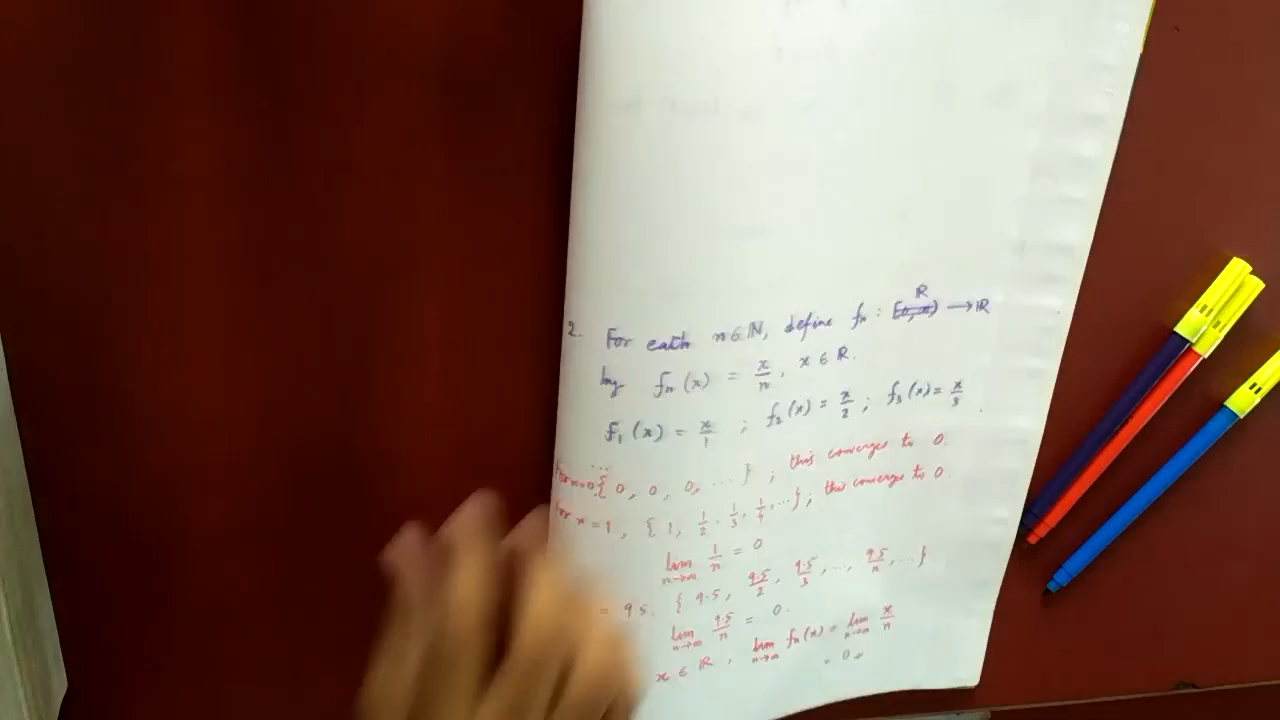 2. For each n ∈ ℕ, define fₙ : ℝ → ℝ
by fₙ(x) = x/n, x ∈ ℝ.
f₁(x) = x/1 ; f₂(x) = x/2 ; f₃(x) = x/3 ...
For x=0, { 0, 0, 0, ... } ; this converges to 0.
For x = 1, { 1, 1/2, 1/3, 1/4, ... } ; this converges to 0.
lim n→∞ 1/n = 0
= 9.5. { 9.5, 9.5/2, 9.5/3, ..., 9.5/n, ... }
lim n→∞ 9.5/n = 0.
x ∈ ℝ, lim n→∞ fₙ(x) = lim n→∞ x/n
= 0